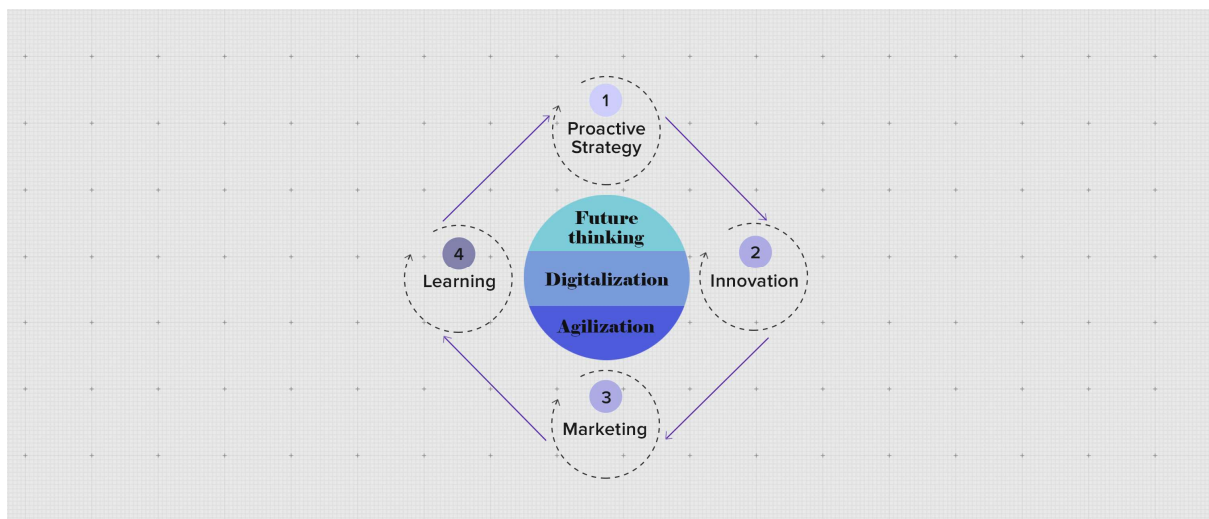 1
Proactive
Strategy
Future
thinking
4
Learning
Digitalization
2
Innovation
Agilization
3
Marketing